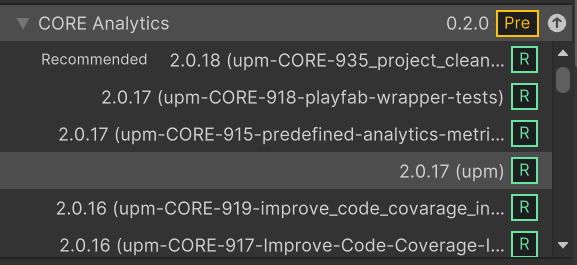 CORE Analytics 0.2.0 Pre
Recommended 2.0.18 (upm-CORE-935_project_clean... R
2.0.17 (upm-CORE-918-playfab-wrapper-tests) R
2.0.17 (upm-CORE-915-predefined-analytics-metri... R
2.0.17 (upm) R
2.0.16 (upm-CORE-919-improve_code_covarage_in... R
2.0.16 (upm-CORE-917-Improve-Code-Coverage-I... R